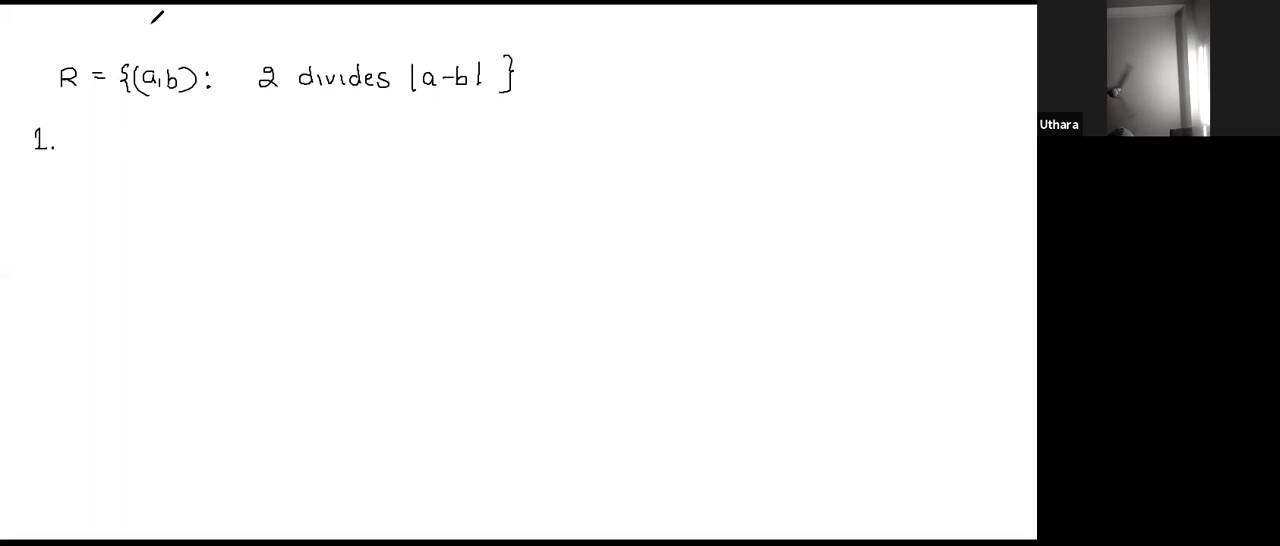 R = {(a,b): 2 divides |a-b| }
1.
Uthara